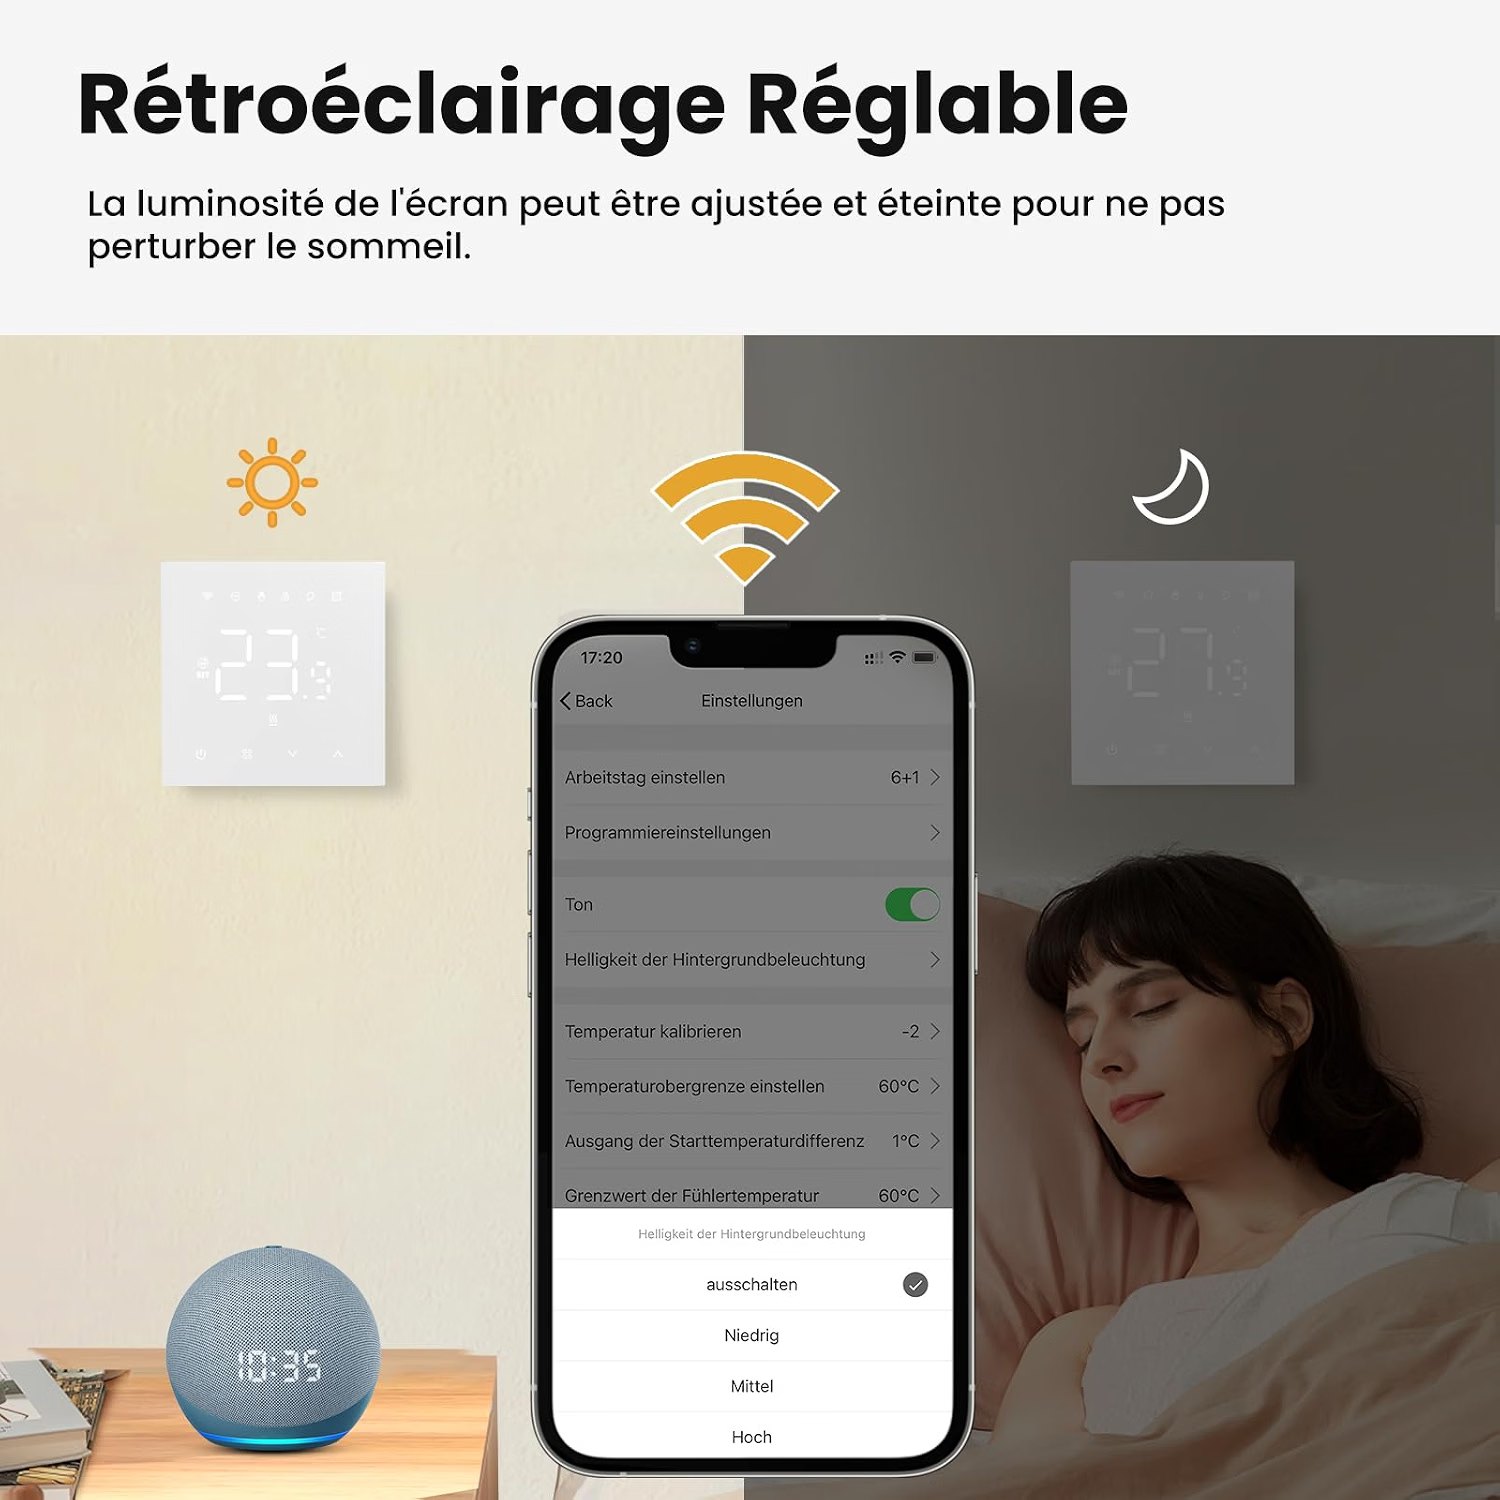 Rétroéclairage Réglable
La luminosité de l'écran peut être ajustée et éteinte pour ne pas
perturber le sommeil.
23.9
°C
SET
17:20
Back
Einstellungen
Arbeitstag einstellen 6+1
Programmiereinstellungen
Ton
Helligkeit der Hintergrundbeleuchtung
Temperatur kalibrieren -2
Temperaturobergrenze einstellen 60°C
Ausgang der Starttemperaturdifferenz 1°C
Grenzwert der Fühlertemperatur 60°C
Helligkeit der Hintergrundbeleuchtung
ausschalten
Niedrig
Mittel
Hoch
10:35